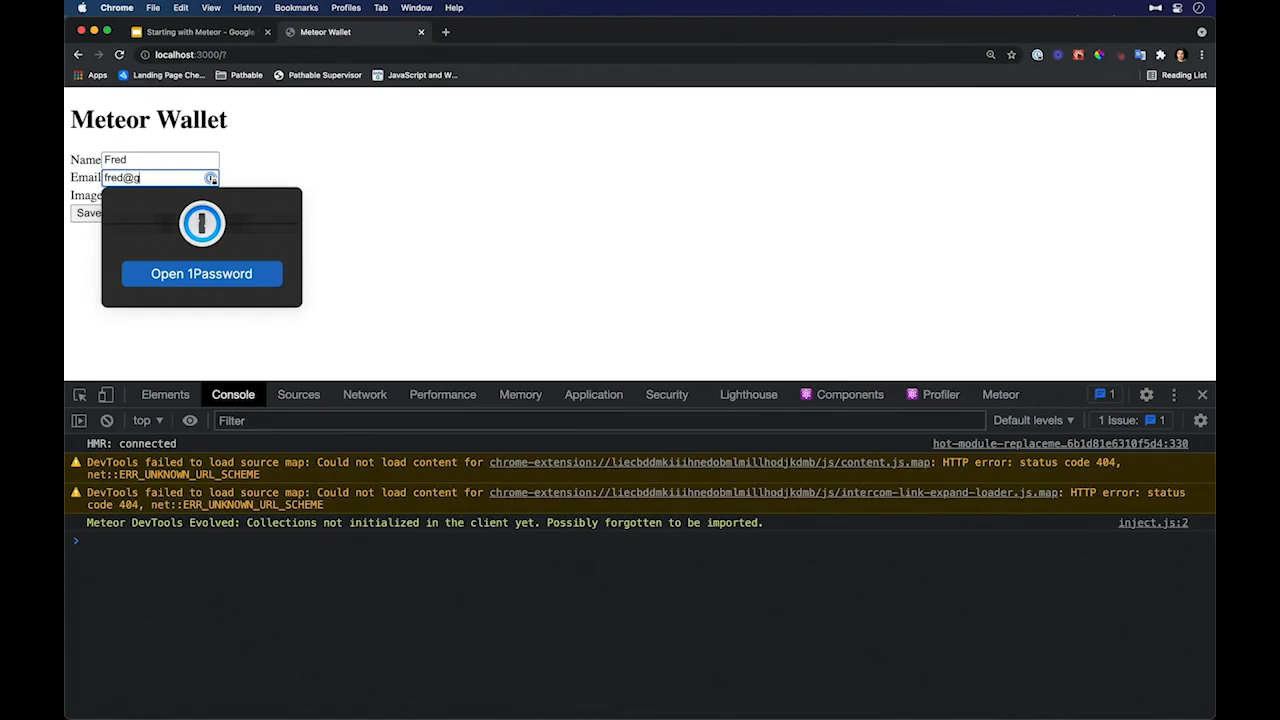 Chrome File Edit View History Bookmarks Profiles Tab Window Help
Starting with Meteor - Google
Meteor Wallet
localhost:3000/?
Apps Landing Page Che... Pathable Pathable Supervisor JavaScript and W... Reading List
Meteor Wallet
Name Fred
Email fred@g
Image
Save
Open 1Password
Elements Console Sources Network Performance Memory Application Security Lighthouse Components Profiler Meteor 1
top Filter Default levels 1 Issue: 1
HMR: connected hot-module-replaceme…6b1d81e6310f5d4:330
DevTools failed to load source map: Could not load content for chrome-extension://liecbddmkiiihnedobmlmillhodjkdmb/js/content.js.map: HTTP error: status code 404,
net::ERR_UNKNOWN_URL_SCHEME
DevTools failed to load source map: Could not load content for chrome-extension://liecbddmkiiihnedobmlmillhodjkdmb/js/intercom-link-expand-loader.js.map: HTTP error: status
code 404, net::ERR_UNKNOWN_URL_SCHEME
Meteor DevTools Evolved: Collections not initialized in the client yet. Possibly forgotten to be imported. inject.js:2